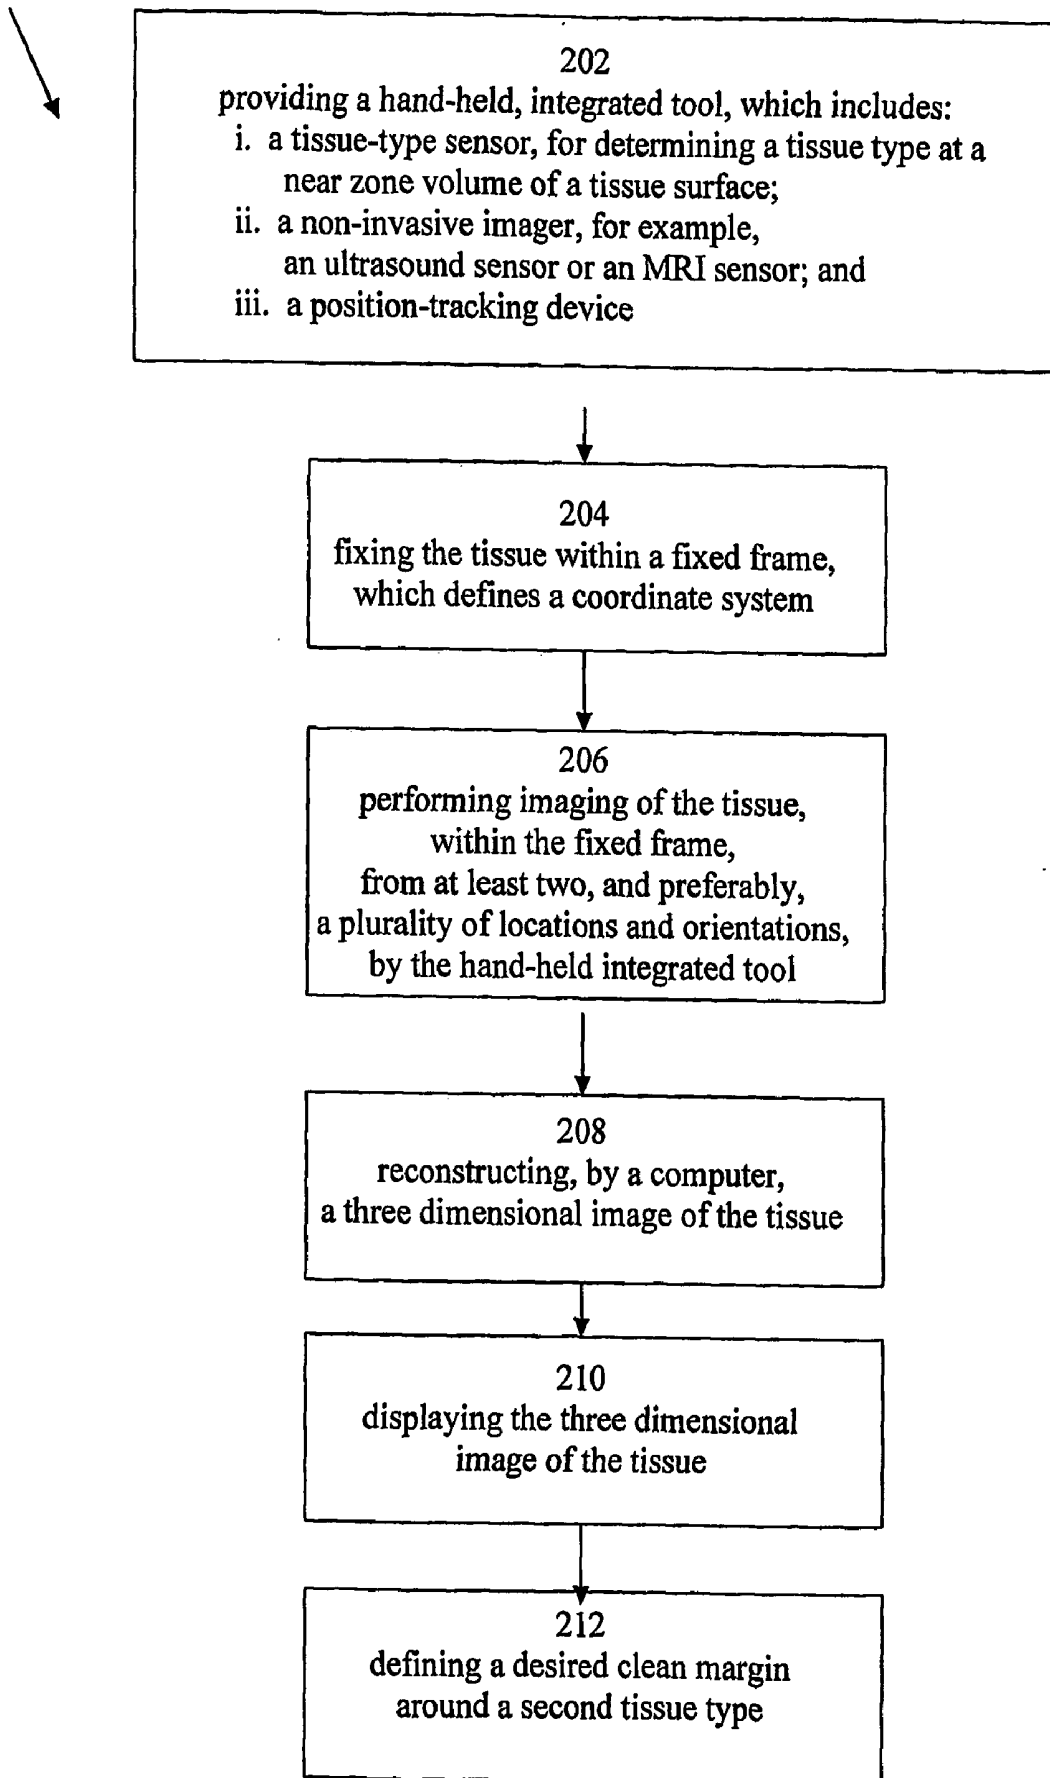 202
providing a hand-held, integrated tool, which includes:
i. a tissue-type sensor, for determining a tissue type at a
near zone volume of a tissue surface;
ii. a non-invasive imager, for example,
an ultrasound sensor or an MRI sensor; and
iii. a position-tracking device
204
fixing the tissue within a fixed frame,
which defines a coordinate system
206
performing imaging of the tissue,
within the fixed frame,
from at least two, and preferably,
a plurality of locations and orientations,
by the hand-held integrated tool
208
reconstructing, by a computer,
a three dimensional image of the tissue
210
displaying the three dimensional
image of the tissue
212
defining a desired clean margin
around a second tissue type